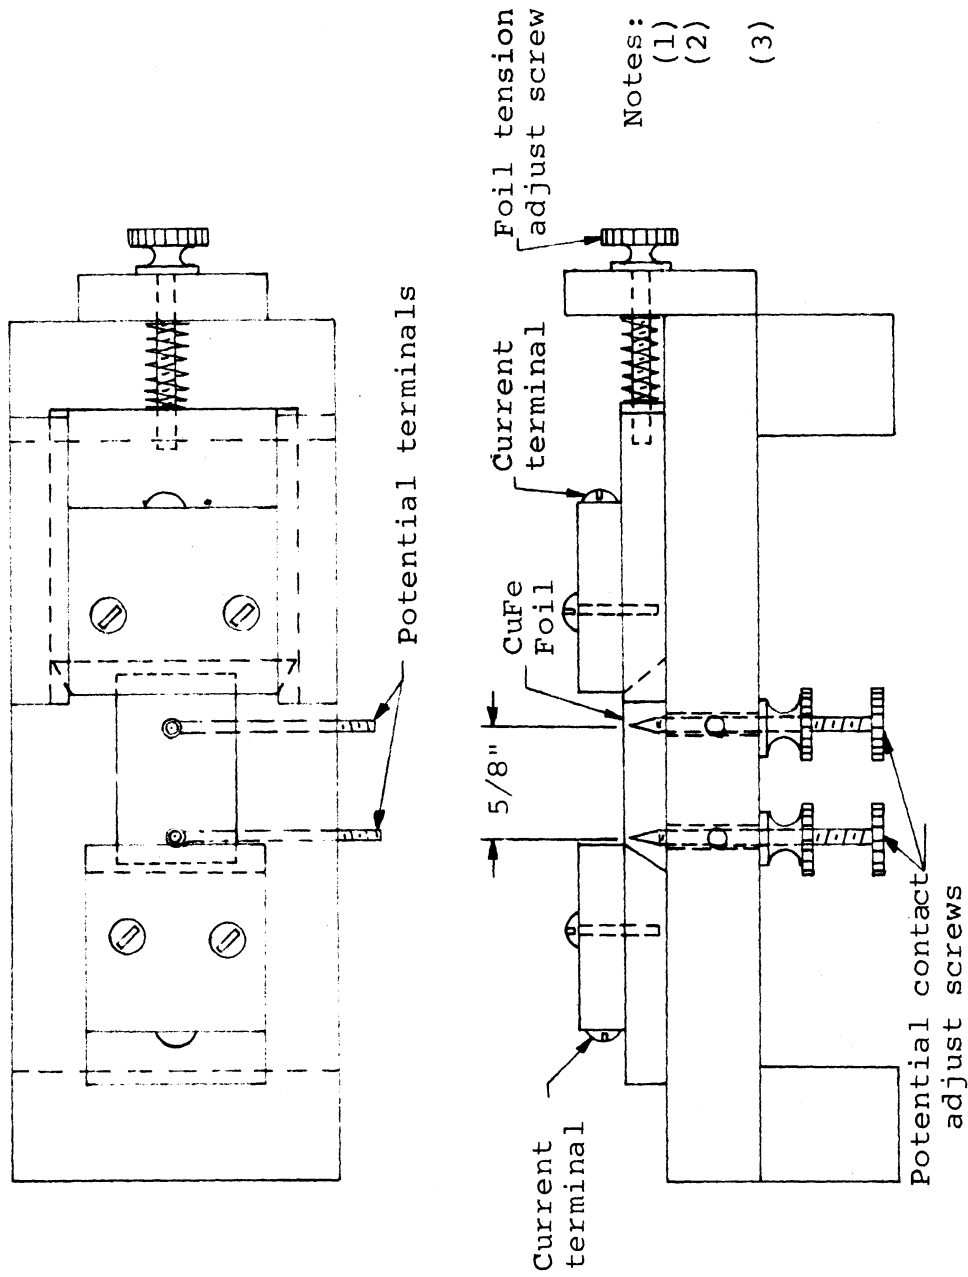 Potential terminals
Foil tension
adjust screw
Current
terminal
CuFe
Foil
5/8"
Current
terminal
Potential contact
adjust screws
Notes:
(1)
(2)
(3)